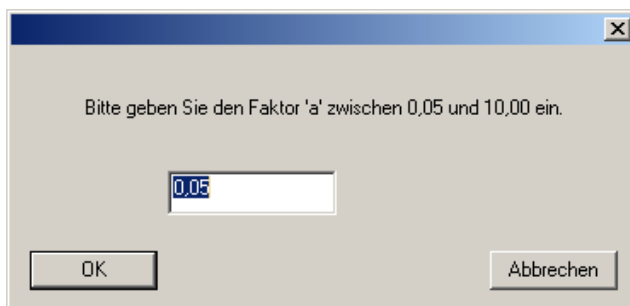 Bitte geben Sie den Faktor 'a' zwischen 0,05 und 10,00 ein.
0,05
OK
Abbrechen